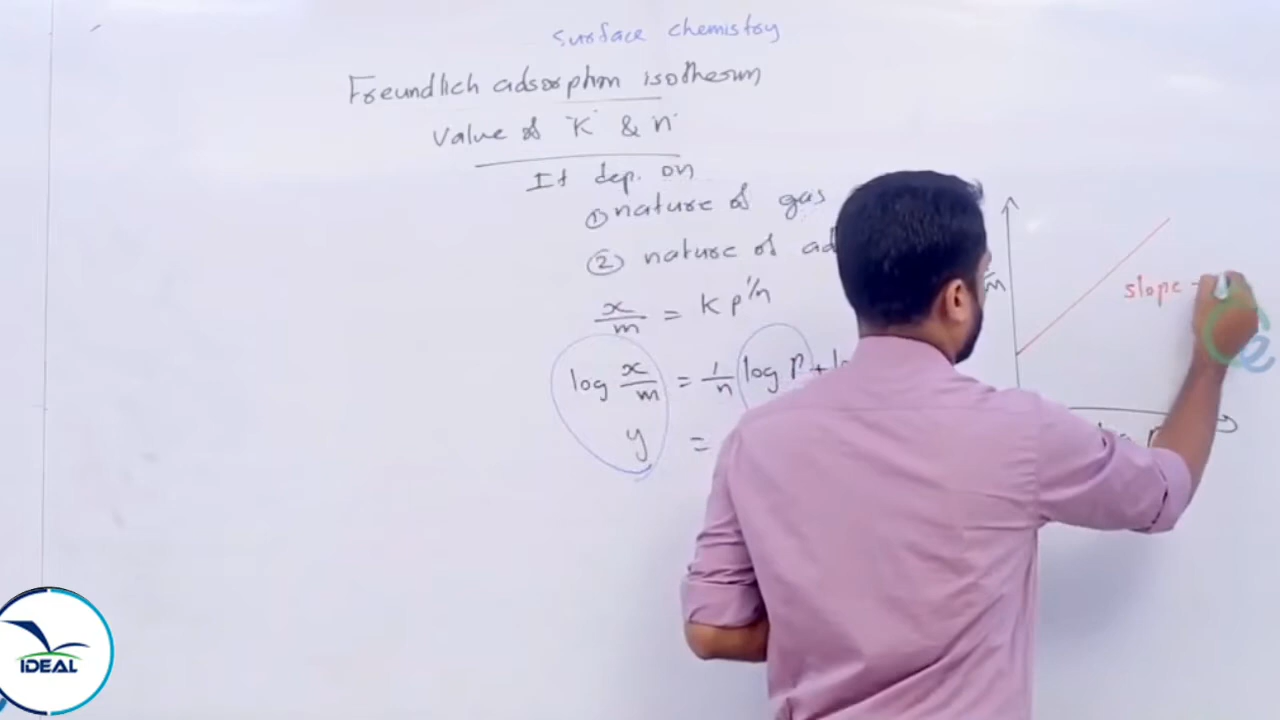 Surface chemistry
Freundlich adsorption isotherm
Value of "K" & "n"
It dep. on
① nature of gas
② nature of
x/m = K p^1/n
log x/m = 1/n log P +
y =
m
slope -
IDEAL